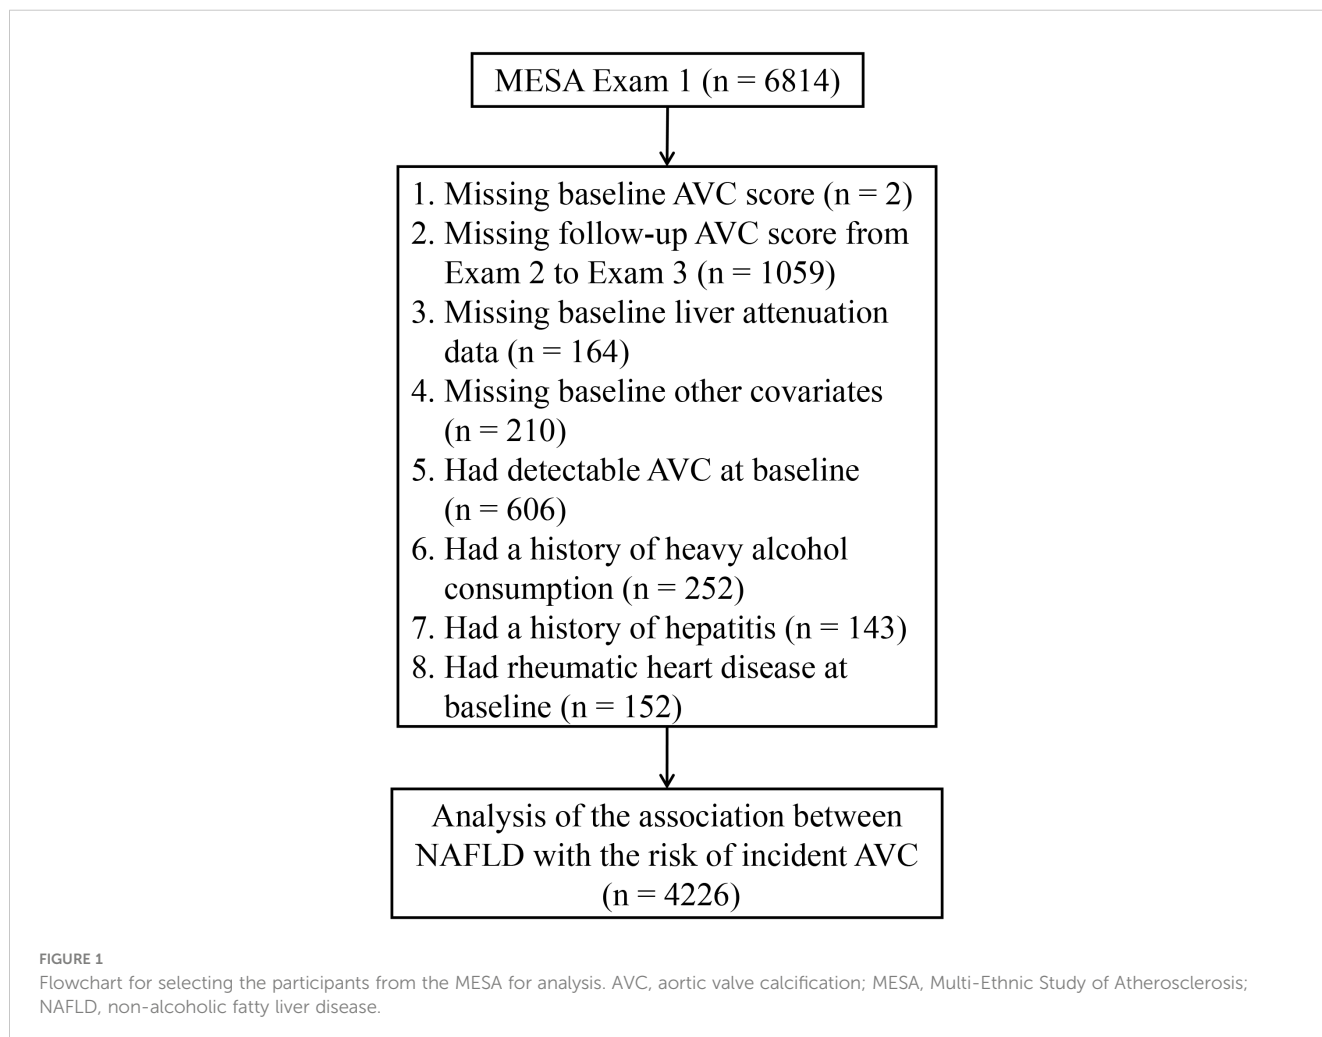 MESA Exam 1 (n = 6814)
1. Missing baseline AVC score (n = 2)
2. Missing follow-up AVC score from
Exam 2 to Exam 3 (n = 1059)
3. Missing baseline liver attenuation
data (n = 164)
4. Missing baseline other covariates
(n = 210)
5. Had detectable AVC at baseline
(n = 606)
6. Had a history of heavy alcohol
consumption (n = 252)
7. Had a history of hepatitis (n = 143)
8. Had rheumatic heart disease at
baseline (n = 152)
Analysis of the association between
NAFLD with the risk of incident AVC
(n = 4226)
FIGURE 1
Flowchart for selecting the participants from the MESA for analysis. AVC, aortic valve calcification; MESA, Multi-Ethnic Study of Atherosclerosis;
NAFLD, non-alcoholic fatty liver disease.